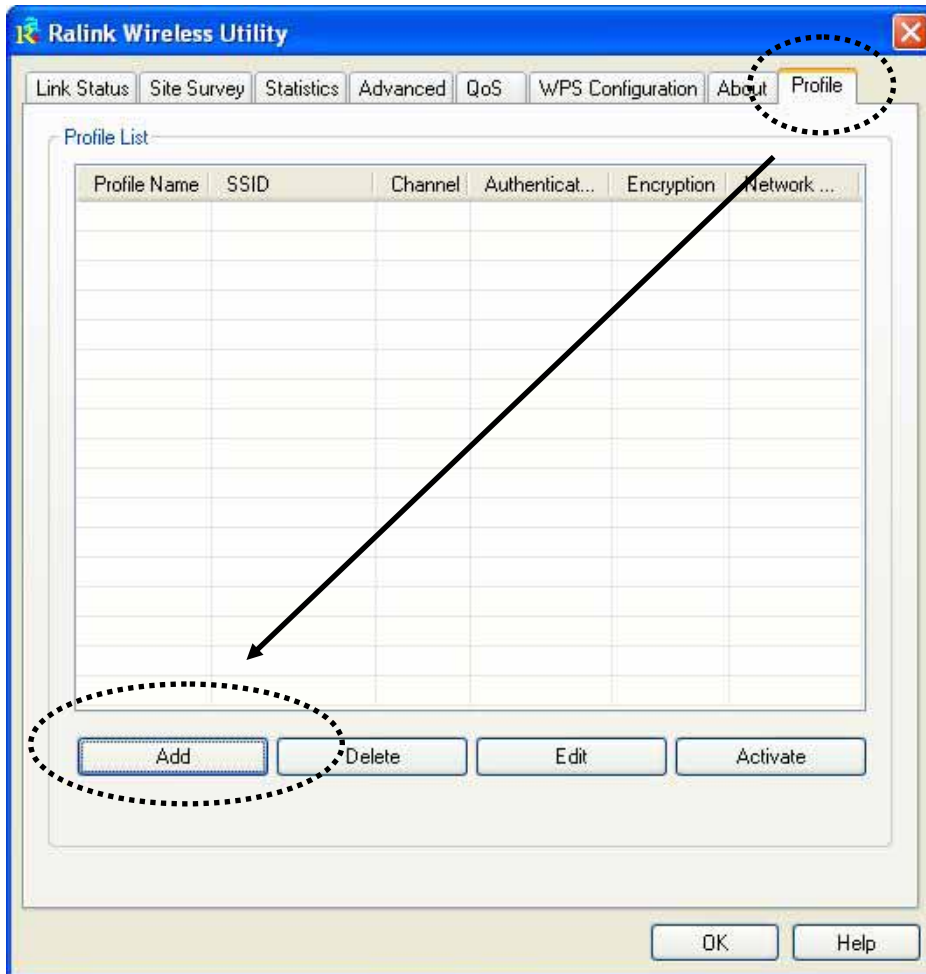 Ralink Wireless Utility
Link Status Site Survey Statistics Advanced QoS WPS Configuration About Profile
Profile List
Profile Name SSID Channel Authenticat... Encryption Network ...
Add Delete Edit Activate
OK Help